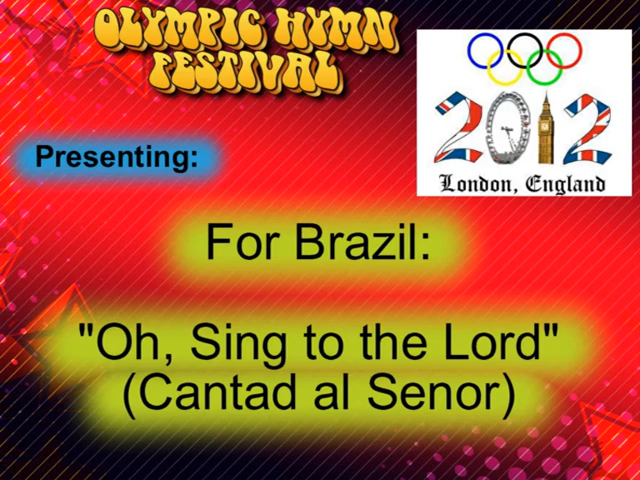 OLYMPIC HYMN
FESTIVAL
2012
London, England
Presenting:
For Brazil:
"Oh, Sing to the Lord"
(Cantad al Senor)